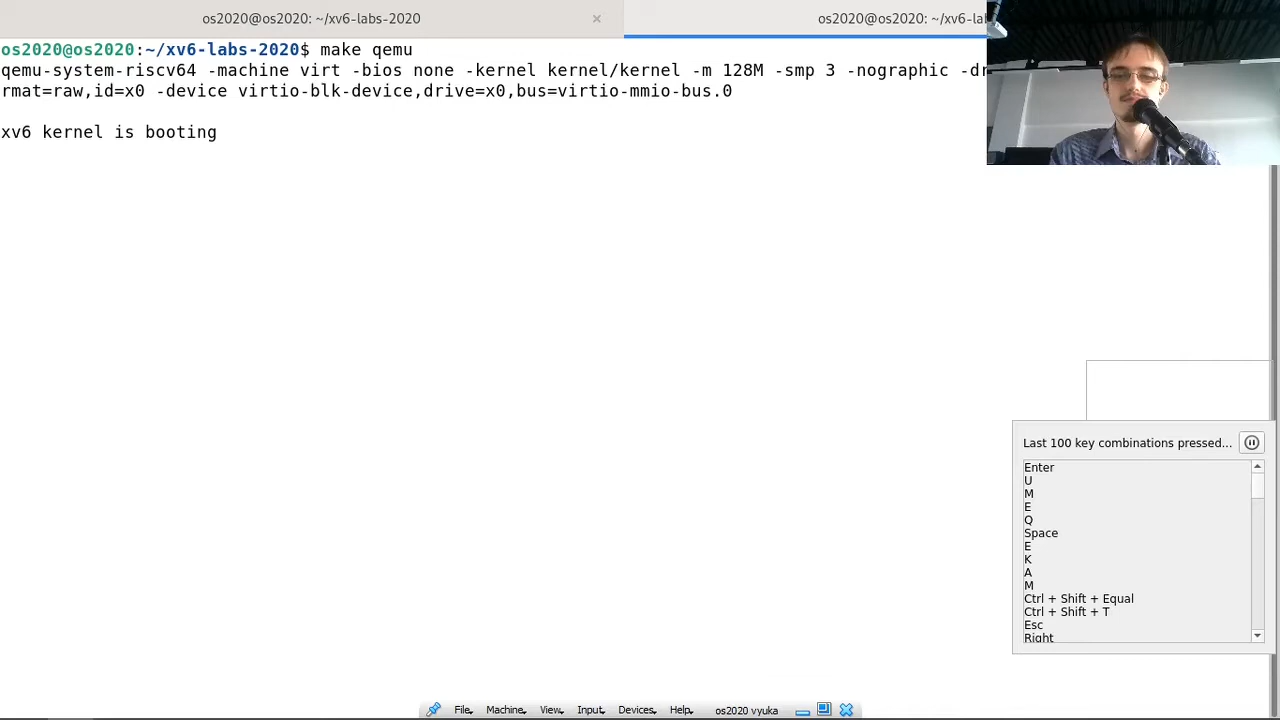 os2020@os2020: ~/xv6-labs-2020 × os2020@os2020: ~/xv6-lal
os2020@os2020:~/xv6-labs-2020$ make qemu
qemu-system-riscv64 -machine virt -bios none -kernel kernel/kernel -m 128M -smp 3 -nographic -dr
rmat=raw,id=x0 -device virtio-blk-device,drive=x0,bus=virtio-mmio-bus.0
xv6 kernel is booting
Last 100 key combinations pressed...
Enter
U
M
E
Q
Space
E
K
A
M
Ctrl + Shift + Equal
Ctrl + Shift + T
Esc
Right
File Machine View Input Devices Help os2020 vyuka